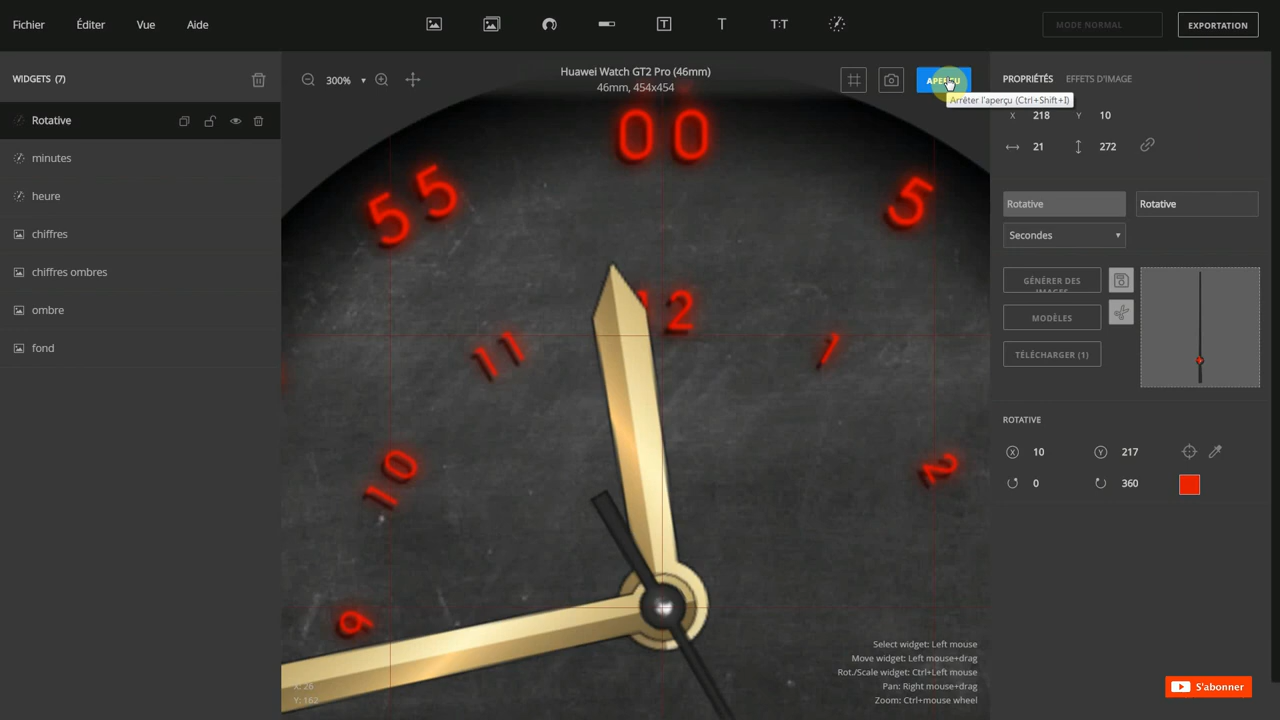 Fichier Éditer Vue Aide
MODE NORMAL
EXPORTATION
WIDGETS (7)
Rotative
minutes
heure
chiffres
chiffres ombres
ombre
fond
300%
Huawei Watch GT2 Pro (46mm)
46mm, 454x454
APERÇU
Arrêter l'aperçu (Ctrl+Shift+I)
00
55
5
12
11
1
10
2
9
X: 26
Y: 162
Select widget: Left mouse
Move widget: Left mouse+drag
Rot./Scale widget: Ctrl+Left mouse
Pan: Right mouse+drag
Zoom: Ctrl+mouse wheel
PROPRIÉTÉS EFFETS D'IMAGE
X 218 Y 10
21 272
Rotative Rotative
Secondes
GÉNÉRER DES
IMAGES
MODÈLES
TÉLÉCHARGER (1)
ROTATIVE
X 10 Y 217
0 360
S'abonner